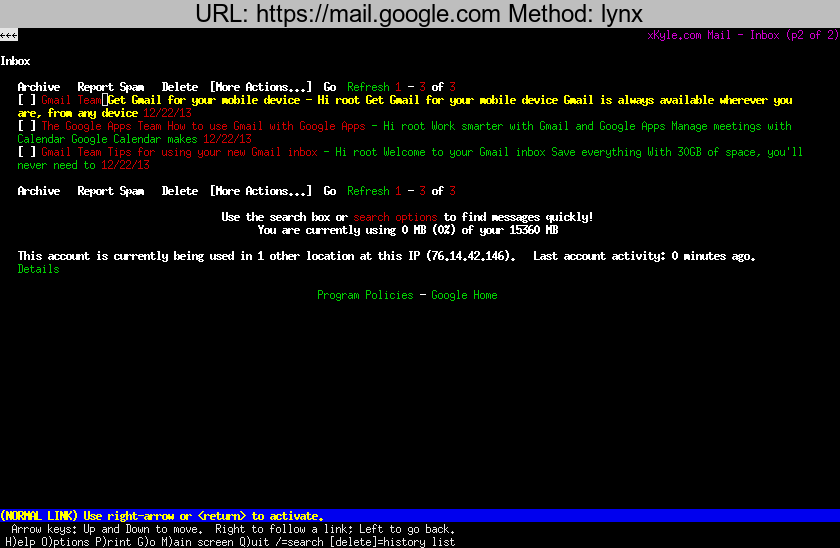 URL: https://mail.google.com Method: lynx
←←← xKyle.com Mail - Inbox (p2 of 2)
Inbox
Archive Report Spam Delete [More Actions...] Go Refresh 1 - 3 of 3
[ ] Gmail Team Get Gmail for your mobile device - Hi root Get Gmail for your mobile device Gmail is always available wherever you
are, from any device 12/22/13
[ ] The Google Apps Team How to use Gmail with Google Apps - Hi root Work smarter with Gmail and Google Apps Manage meetings with
Calendar Google Calendar makes 12/22/13
[ ] Gmail Team Tips for using your new Gmail inbox - Hi root Welcome to your Gmail inbox Save everything With 30GB of space, you'll
never need to 12/22/13
Archive Report Spam Delete [More Actions...] Go Refresh 1 - 3 of 3
Use the search box or search options to find messages quickly!
You are currently using 0 MB (0%) of your 15360 MB
This account is currently being used in 1 other location at this IP (76.14.42.146). Last account activity: 0 minutes ago.
Details
Program Policies - Google Home
(NORMAL LINK) Use right-arrow or <return> to activate.
Arrow keys: Up and Down to move. Right to follow a link; Left to go back.
H)elp O)ptions P)rint G)o M)ain screen Q)uit /=search [delete]=history list